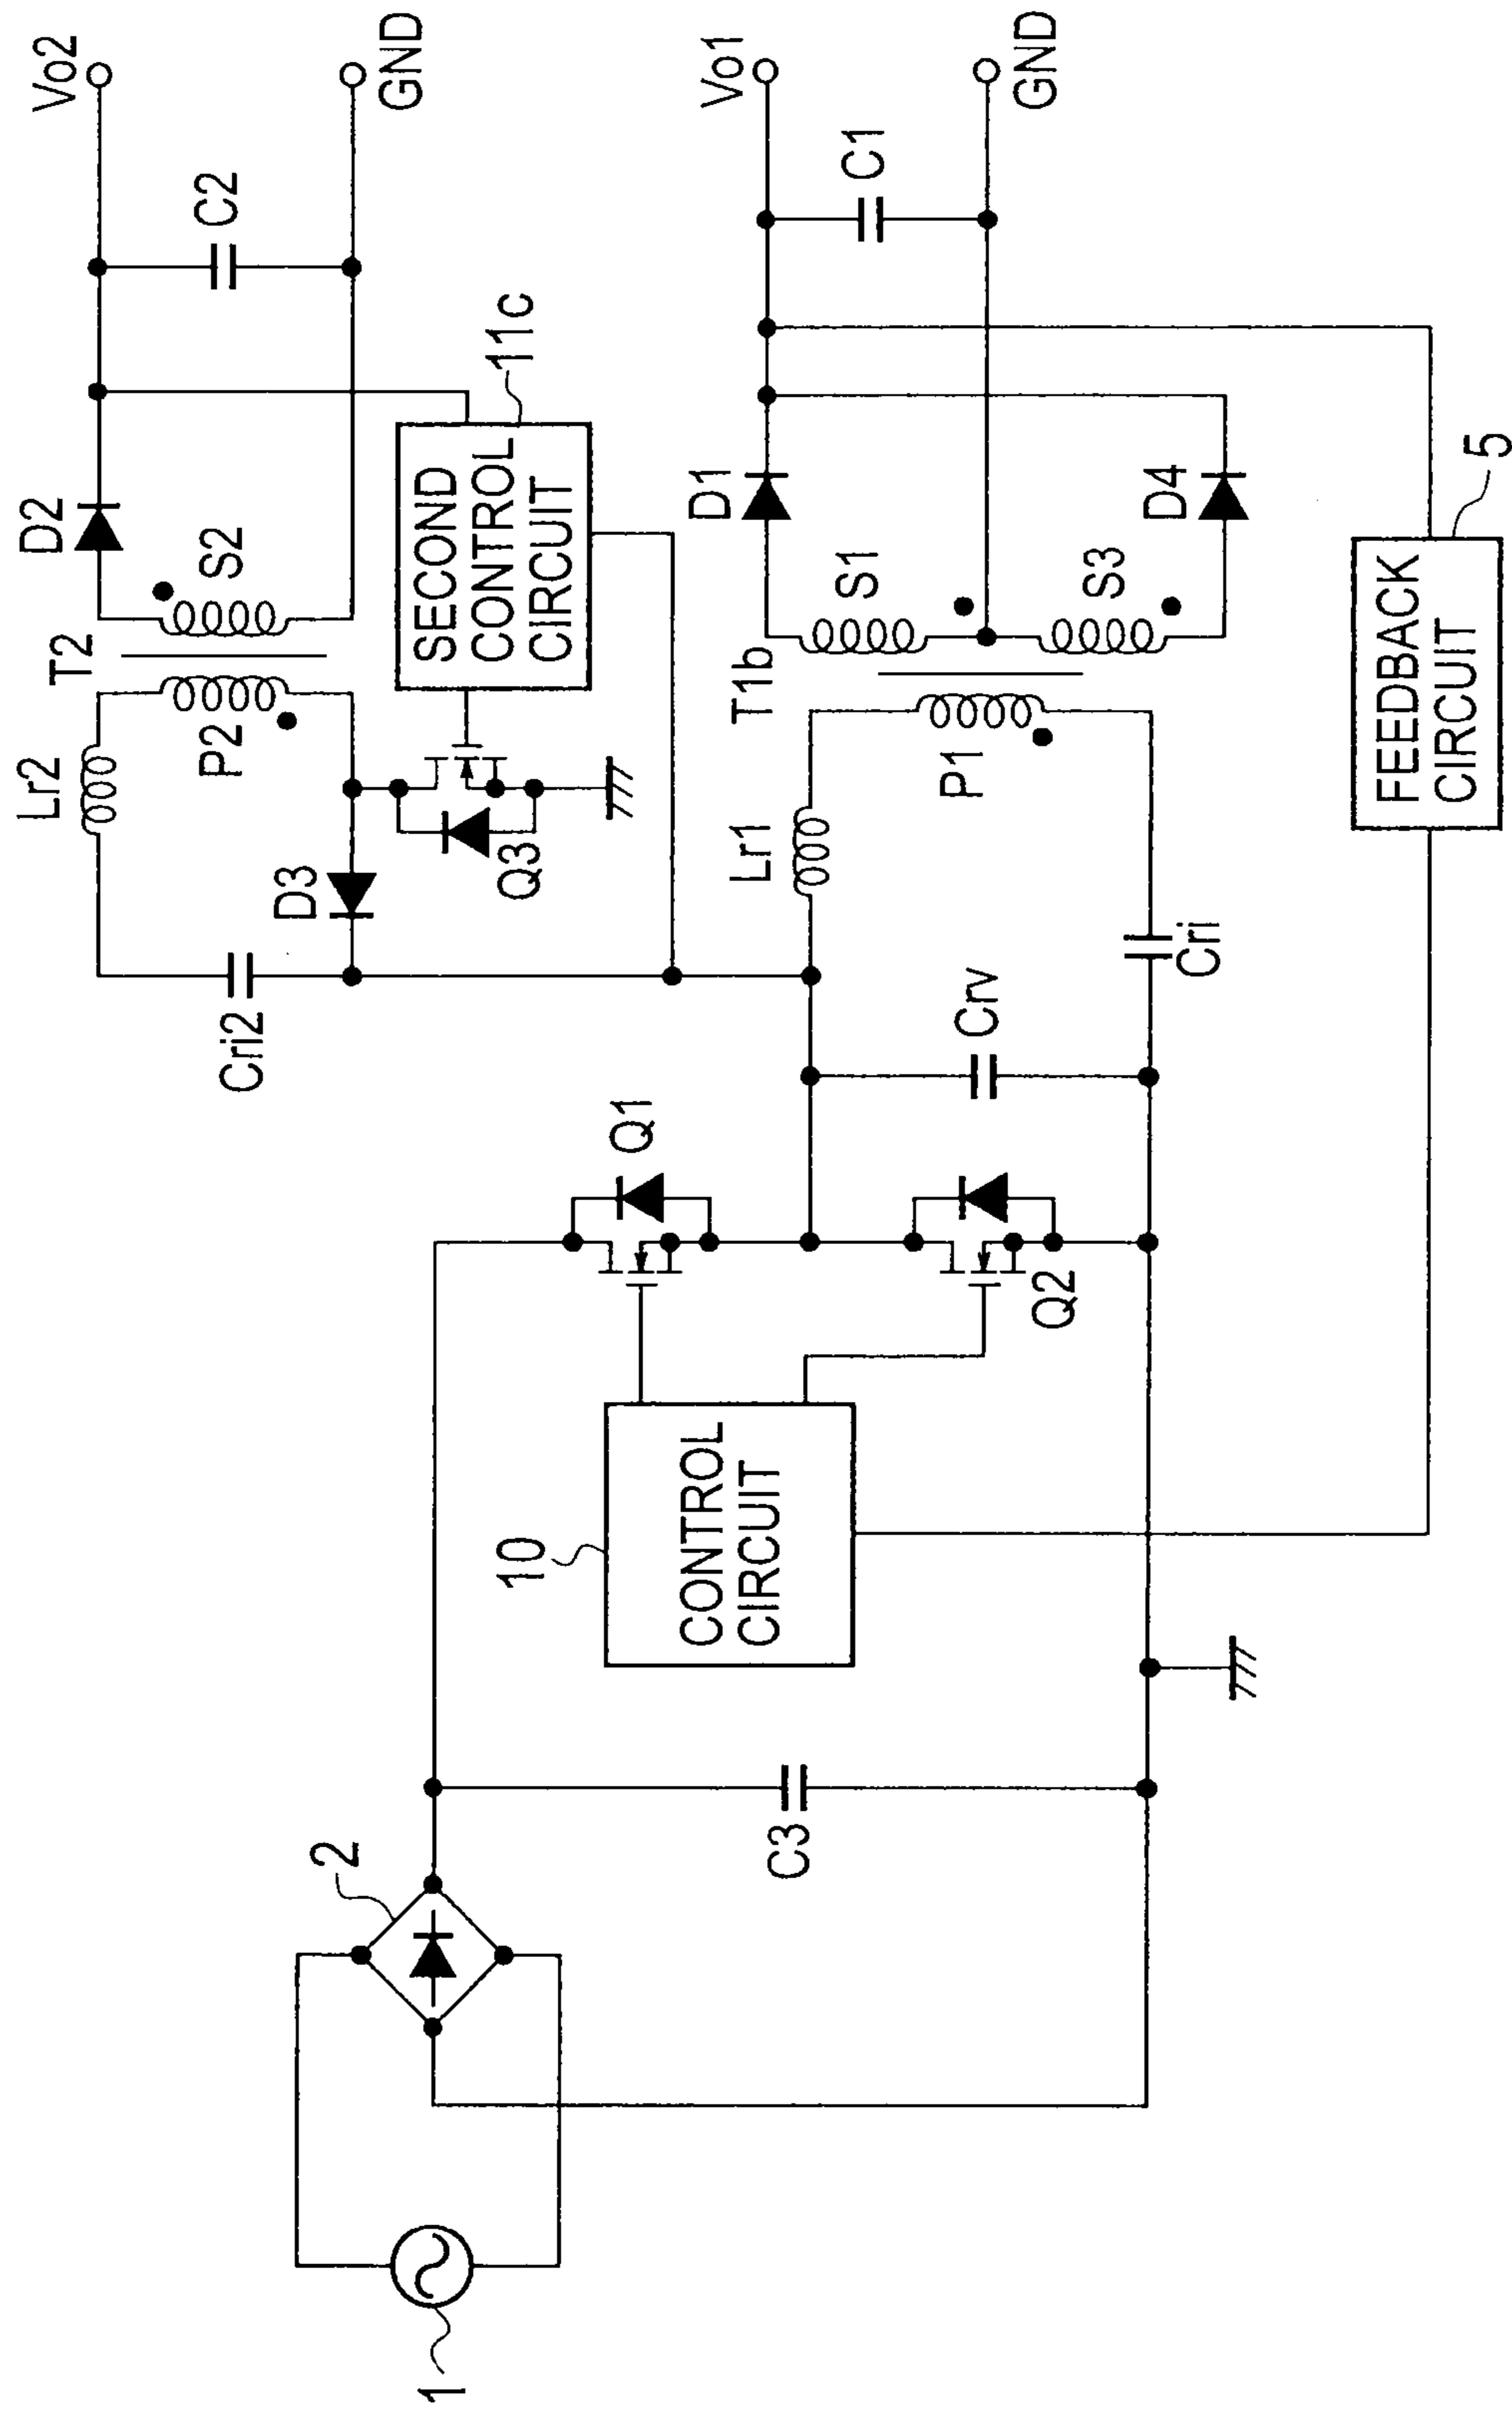 Vo2
GND
D2
C2
T2
S2
Lr2
P2
D3
Q3
Cri2
SECOND
CONTROL
CIRCUIT
11c
Vo1
GND
D1
C1
S1
S3
D4
T1b
Lr1
P1
Crv
Cri
Q1
Q2
10
CONTROL
CIRCUIT
FEEDBACK
CIRCUIT
5
2
C3
1